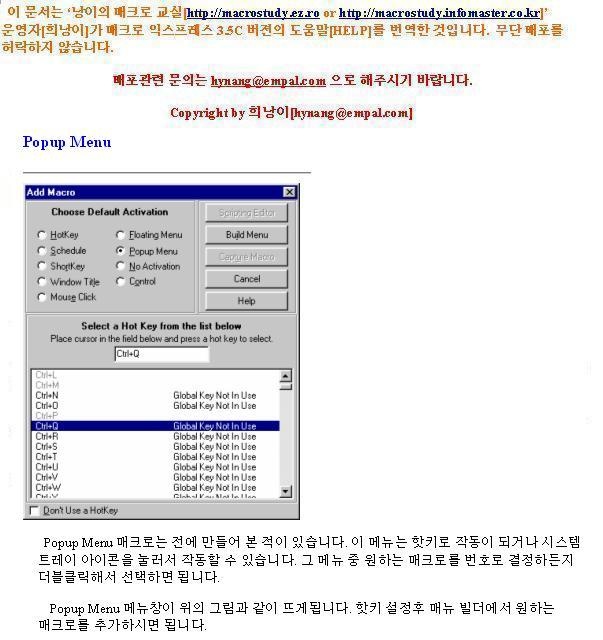 이 문서는 ‘낭이의 매크로 교실[http://macrostudy.ez.ro or http://macrostudy.infomaster.co.kr]’
운영자[희낭이]가 매크로 익스프레스 3.5C 버젼의 도움말[HELP]를 번역한 것입니다. 무단 배포를
허락하지 않습니다.
배포관련 문의는 hynang@empal.com 으로 해주시기 바랍니다.
Copyright by 희낭이[hynang@empal.com]
Popup Menu
Add Macro
Choose Default Activation
HotKey
Floating Menu
Schedule
Popup Menu
ShortKey
No Activation
Window Title
Control
Mouse Click
Scripting Editor
Build Menu
Capture Macro
Cancel
Help
Select a Hot Key from the list below
Place cursor in the field below and press a hot key to select.
Ctrl+Q
Ctrl+L
Ctrl+M
Ctrl+N Global Key Not In Use
Ctrl+O Global Key Not In Use
Ctrl+P
Ctrl+Q Global Key Not In Use
Ctrl+R Global Key Not In Use
Ctrl+S Global Key Not In Use
Ctrl+T Global Key Not In Use
Ctrl+U Global Key Not In Use
Ctrl+V Global Key Not In Use
Ctrl+W Global Key Not In Use
Don't Use a HotKey
Popup Menu 매크로는 전에 만들어 본 적이 있습니다. 이 메뉴는 핫키로 작동이 되거나 시스템
트레이 아이콘을 눌러서 작동할 수 있습니다. 그 메뉴 중 원하는 매크로를 번호로 결정하든지
더블클릭해서 선택하면 됩니다.
Popup Menu 메뉴창이 위의 그림과 같이 뜨게됩니다. 핫키 설정후 매뉴 빌더에서 원하는
매크로를 추가하시면 됩니다.